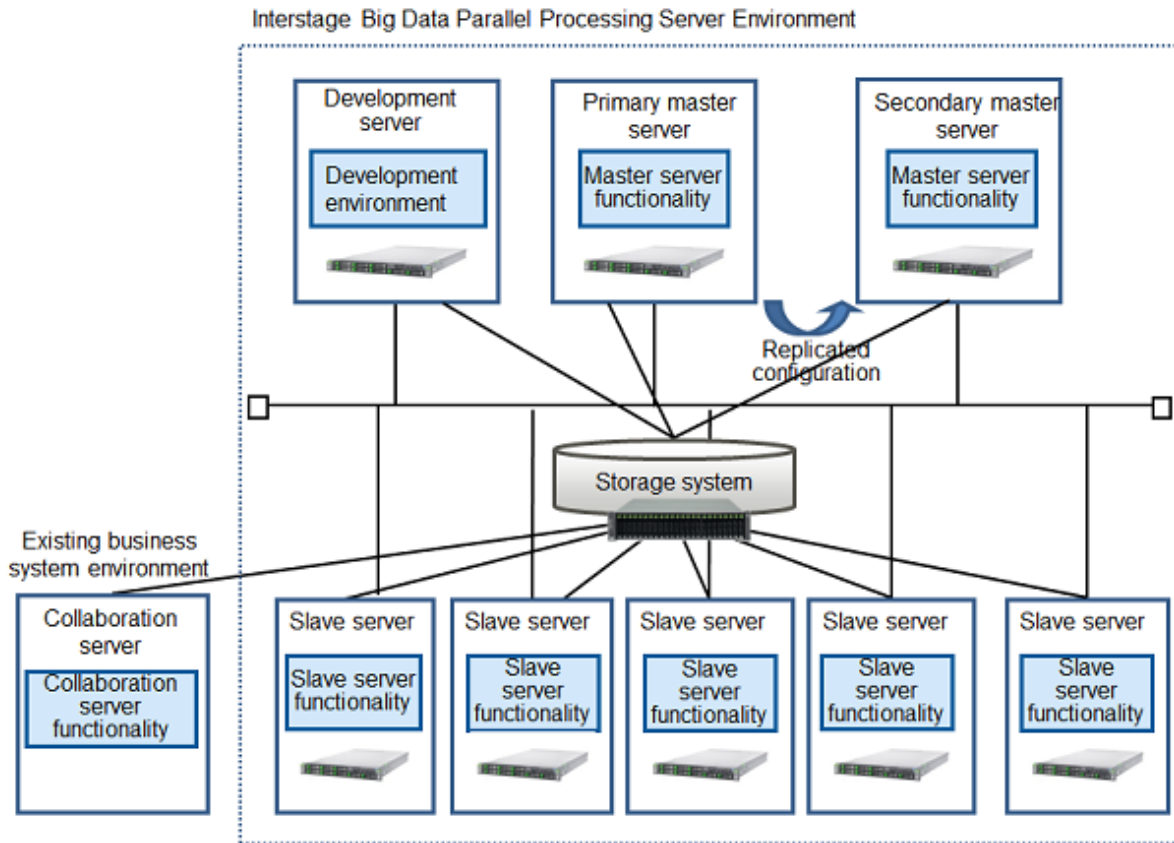 Interstage Big Data Parallel Processing Server Environment
Development
server
Development
environment
Primary master
server
Master server
functionality
Secondary master
server
Master server
functionality
Replicated
configuration
Storage system
Existing business
system environment
Collaboration
server
Collaboration
server
functionality
Slave server
Slave server
functionality
Slave server
Slave
server
functionality
Slave server
Slave
server
functionality
Slave server
Slave
server
functionality
Slave server
Slave
server
functionality